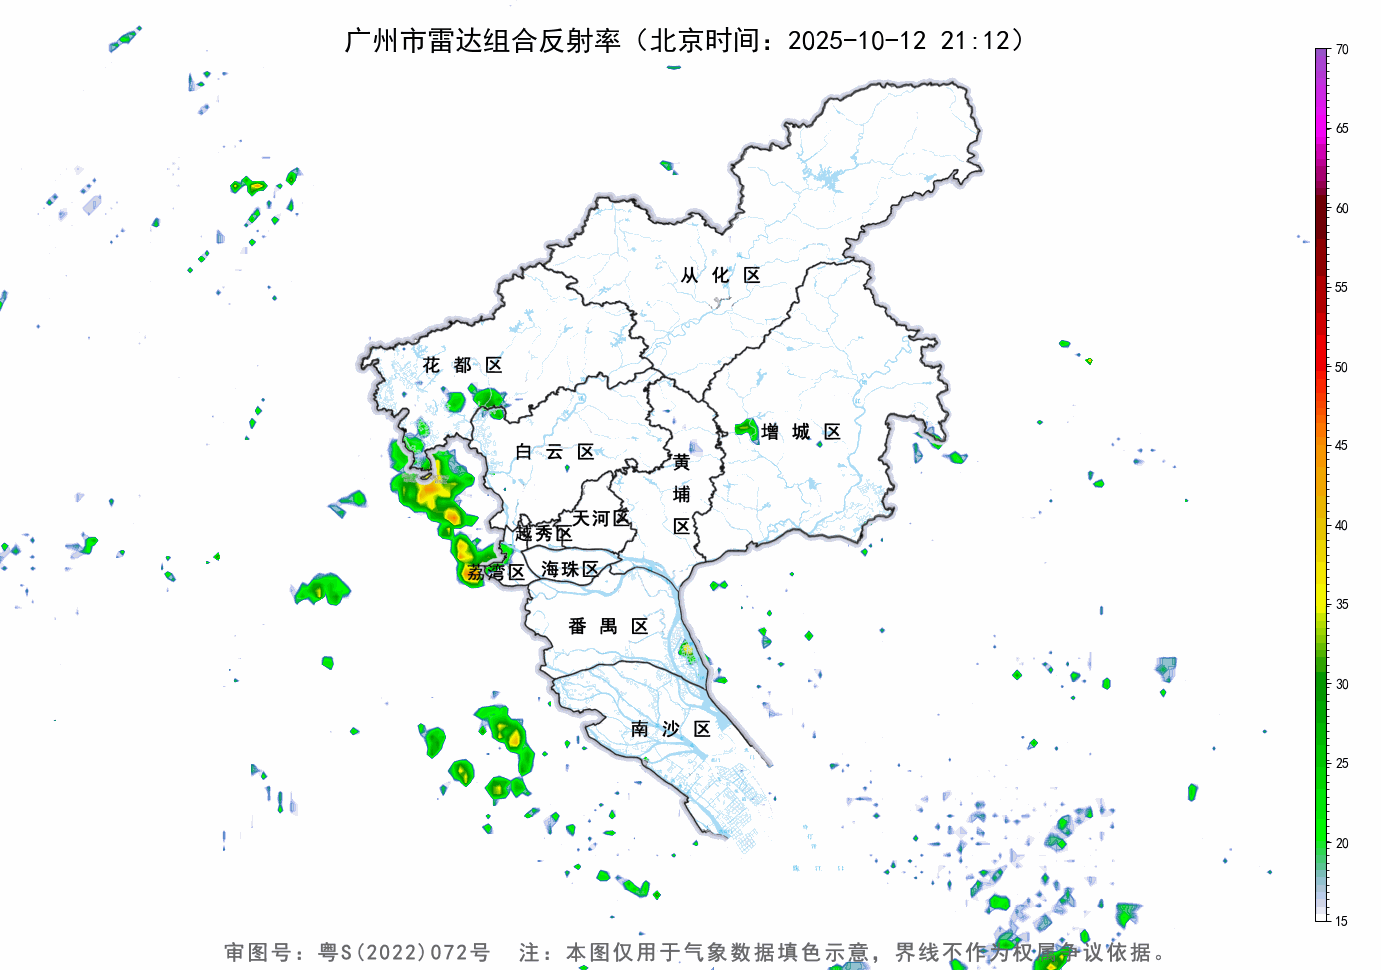 广州市雷达组合反射率（北京时间：2025-10-12 21:12）
70
65
60
55
50
45
40
35
30
25
20
15
从化区
花都区
增城区
白云区
黄埔区
天河区
越秀区
荔湾区
海珠区
番禺区
南沙区
审图号：粤S(2022)072号 注：本图仅用于气象数据填色示意，界线不作为权属争议依据。